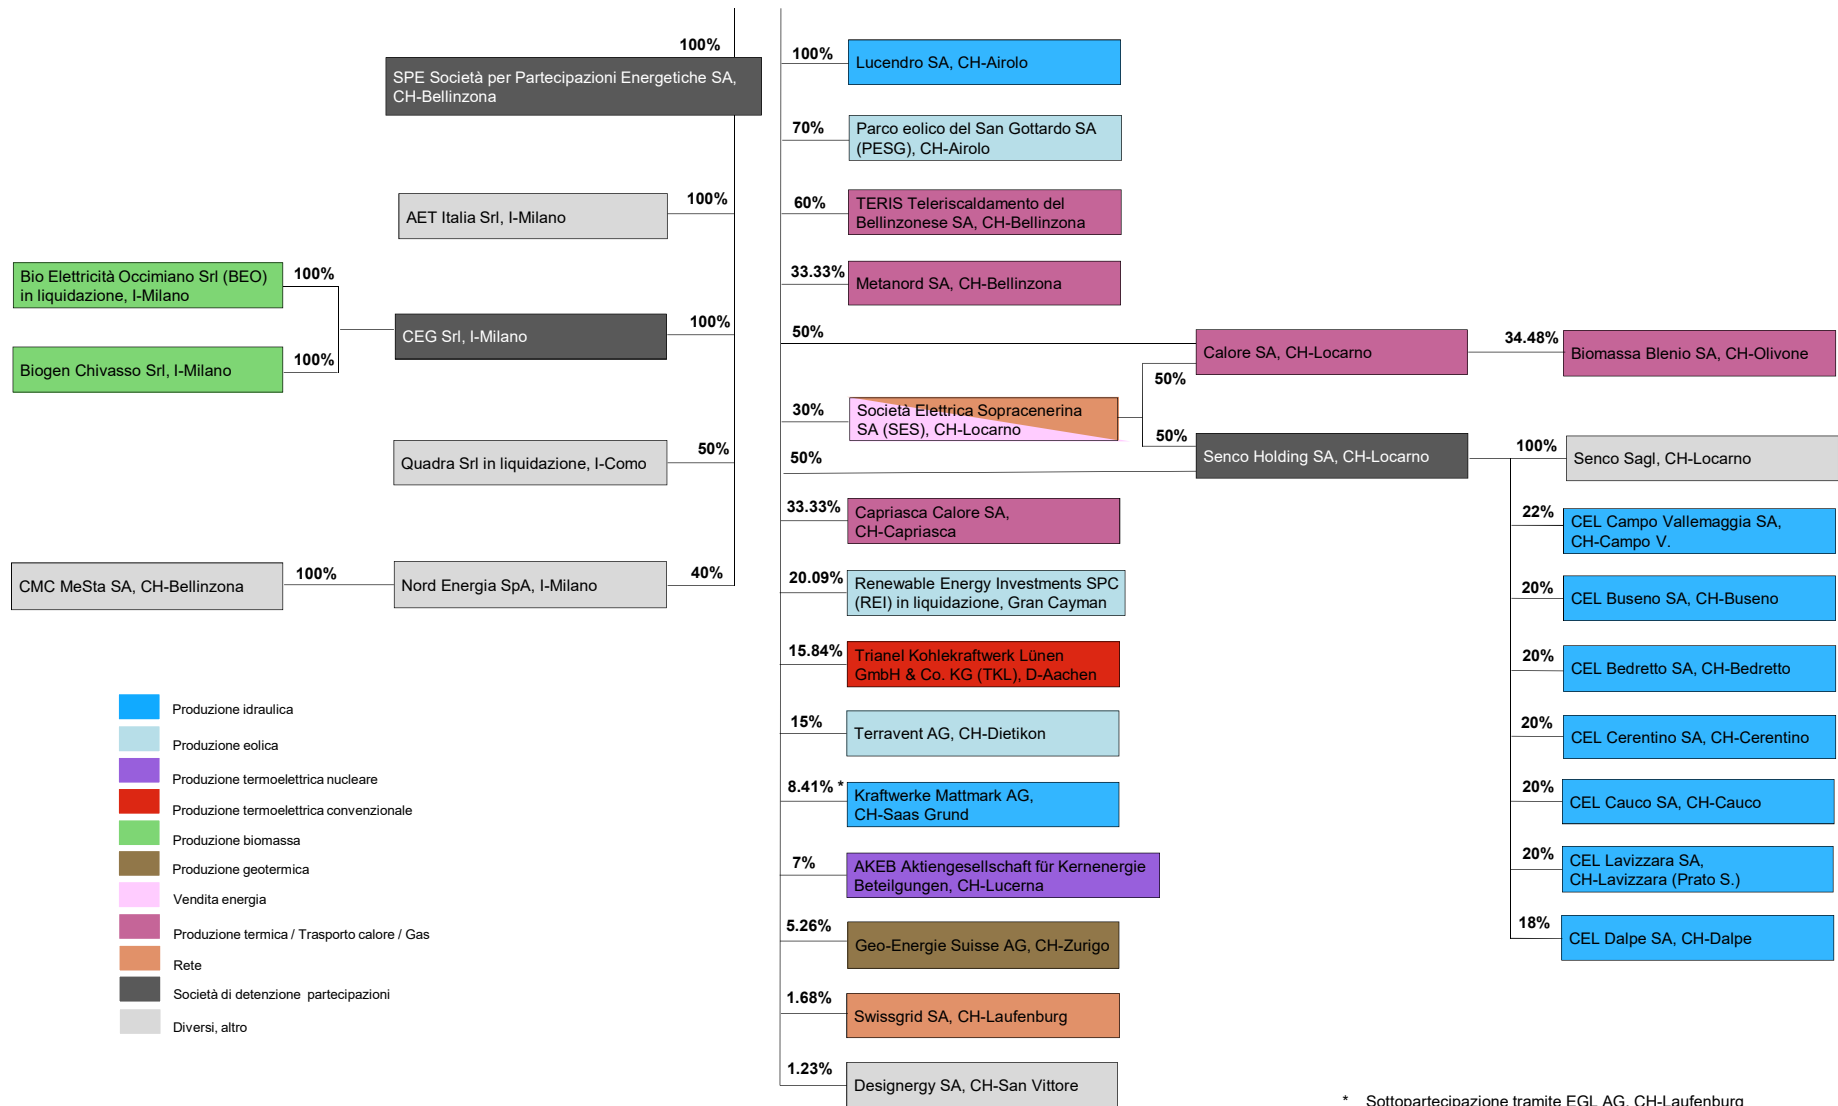 100%
SPE Società per Partecipazioni Energetiche SA,
CH-Bellinzona
AET Italia Srl, I-Milano
100%
Bio Elettricità Occimiano Srl (BEO)
in liquidazione, I-Milano
100%
Biogen Chivasso Srl, I-Milano
100%
CEG Srl, I-Milano
100%
Quadra Srl in liquidazione, I-Como
50%
CMC MeSta SA, CH-Bellinzona
100%
Nord Energia SpA, I-Milano
40%
100%
Lucendro SA, CH-Airolo
70%
Parco eolico del San Gottardo SA
(PESG), CH-Airolo
60%
TERIS Teleriscaldamento del
Bellinzonese SA, CH-Bellinzona
33.33%
Metanord SA, CH-Bellinzona
50%
Calore SA, CH-Locarno
34.48%
Biomassa Blenio SA, CH-Olivone
50%
30%
Società Elettrica Sopracenerina
SA (SES), CH-Locarno
50%
50%
Senco Holding SA, CH-Locarno
100%
Senco Sagl, CH-Locarno
22%
CEL Campo Vallemaggia SA,
CH-Campo V.
20%
CEL Buseno SA, CH-Buseno
20%
CEL Bedretto SA, CH-Bedretto
20%
CEL Cerentino SA, CH-Cerentino
20%
CEL Cauco SA, CH-Cauco
20%
CEL Lavizzara SA,
CH-Lavizzara (Prato S.)
18%
CEL Dalpe SA, CH-Dalpe
33.33%
Capriasca Calore SA,
CH-Capriasca
20.09%
Renewable Energy Investments SPC
(REI) in liquidazione, Gran Cayman
15.84%
Trianel Kohlekraftwerk Lünen
GmbH & Co. KG (TKL), D-Aachen
15%
Terravent AG, CH-Dietikon
8.41% *
Kraftwerke Mattmark AG,
CH-Saas Grund
7%
AKEB Aktiengesellschaft für Kernenergie
Beteilgungen, CH-Lucerna
5.26%
Geo-Energie Suisse AG, CH-Zurigo
1.68%
Swissgrid SA, CH-Laufenburg
1.23%
Designergy SA, CH-San Vittore
Produzione idraulica
Produzione eolica
Produzione termoelettrica nucleare
Produzione termoelettrica convenzionale
Produzione biomassa
Produzione geotermica
Vendita energia
Produzione termica / Trasporto calore / Gas
Rete
Società di detenzione partecipazioni
Diversi, altro
* Sottopartecipazione tramite EGL AG, CH-Laufenburg